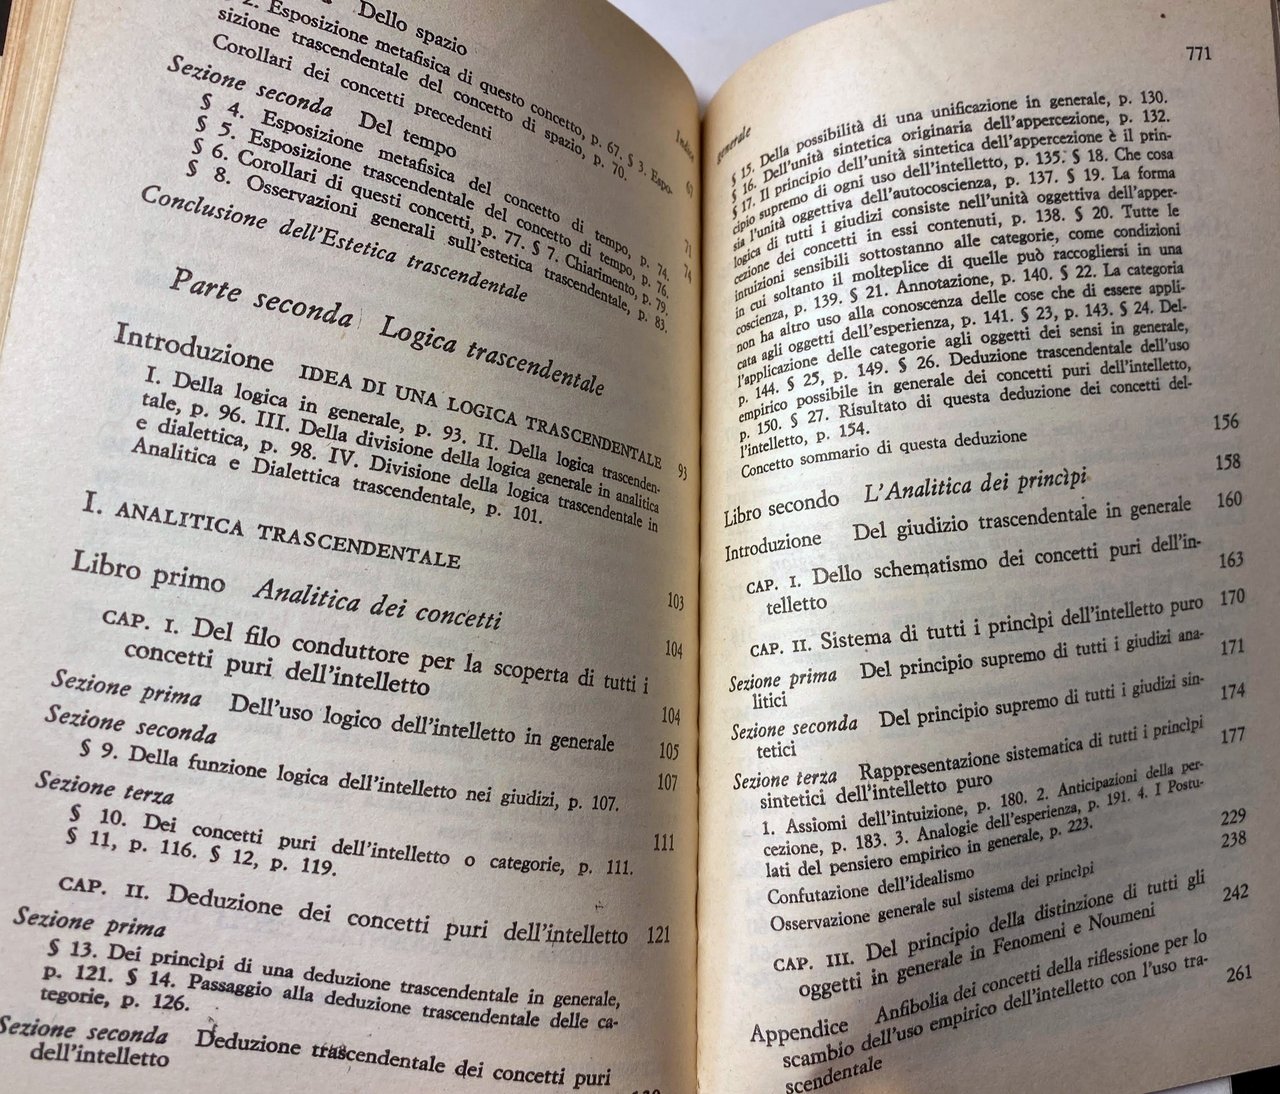 Dello spazio
2. Esposizione metafisica di questo concetto, p. 67. § 3. Espo-
sizione trascendentale del concetto di spazio, p. 70.
Corollari dei concetti precedenti
67
Sezione seconda Del tempo
71
§ 4. Esposizione metafisica del concetto di tempo, p. 74.
74
§ 5. Esposizione trascendentale del concetto di tempo, p. 76.
§ 6. Corollari di questi concetti, p. 77. § 7. Chiarimento, p. 79.
§ 8. Osservazioni generali sull'estetica trascendentale, p. 83.
Conclusione dell'Estetica trascendentale
Parte seconda Logica trascendentale
Introduzione IDEA DI UNA LOGICA TRASCENDENTALE 93
I. Della logica in generale, p. 93. II. Della logica trascenden-
tale, p. 96. III. Della divisione della logica generale in analitica
e dialettica, p. 98. IV. Divisione della logica trascendentale in
Analitica e Dialettica trascendentale, p. 101.
I. ANALITICA TRASCENDENTALE
Libro primo Analitica dei concetti 103
CAP. I. Del filo conduttore per la scoperta di tutti i
concetti puri dell'intelletto 104
Sezione prima Dell'uso logico dell'intelletto in generale 104
Sezione seconda 105
§ 9. Della funzione logica dell'intelletto nei giudizi, p. 107. 107
Sezione terza 111
§ 10. Dei concetti puri dell'intelletto o categorie, p. 111.
§ 11, p. 116. § 12, p. 119.
CAP. II. Deduzione dei concetti puri dell'intelletto 121
Sezione prima
§ 13. Dei princìpi di una deduzione trascendentale in generale,
p. 121. § 14. Passaggio alla deduzione trascendentale delle ca-
tegorie, p. 126.
Sezione seconda Deduzione trascendentale dei concetti puri
dell'intelletto
Indice
generale 771
§ 15. Della possibilità di una unificazione in generale, p. 130.
§ 16. Dell'unità sintetica originaria dell'appercezione, p. 132.
§ 17. Il principio dell'unità sintetica dell'appercezione è il prin-
cipio supremo di ogni uso dell'intelletto, p. 135. § 18. Che cosa
sia l'unità oggettiva dell'autocoscienza, p. 137. § 19. La forma
logica di tutti i giudizi consiste nell'unità oggettiva dell'apper-
cezione dei concetti in essi contenuti, p. 138. § 20. Tutte le
intuizioni sensibili sottostanno alle categorie, come condizioni
in cui soltanto il molteplice di quelle può raccogliersi in una
coscienza, p. 139. § 21. Annotazione, p. 140. § 22. La categoria
non ha altro uso alla conoscenza delle cose che di essere appli-
cata agli oggetti dell'esperienza, p. 141. § 23, p. 143. § 24. Del-
l'applicazione delle categorie agli oggetti dei sensi in generale,
p. 144. § 25, p. 149. § 26. Deduzione trascendentale dell'uso
empirico possibile in generale dei concetti puri dell'intelletto,
p. 150. § 27. Risultato di questa deduzione dei concetti del-
l'intelletto, p. 154.
Concetto sommario di questa deduzione 156
Libro secondo L'Analitica dei princìpi 158
Introduzione Del giudizio trascendentale in generale 160
CAP. I. Dello schematismo dei concetti puri dell'in-
telletto 163
CAP. II. Sistema di tutti i princìpi dell'intelletto puro 170
Sezione prima Del principio supremo di tutti i giudizi ana-
litici 171
Sezione seconda Del principio supremo di tutti i giudizi sin-
tetici 174
Sezione terza Rappresentazione sistematica di tutti i princìpi
sintetici dell'intelletto puro 177
1. Assiomi dell'intuizione, p. 180. 2. Anticipazioni della per-
cezione, p. 183. 3. Analogie dell'esperienza, p. 191. 4. I Postu-
lati del pensiero empirico in generale, p. 223.
Confutazione dell'idealismo 229
Osservazione generale sul sistema dei princìpi 238
CAP. III. Del principio della distinzione di tutti gli
oggetti in generale in Fenomeni e Noumeni 242
Appendice Anfibolia dei concetti della riflessione per lo
scambio dell'uso empirico dell'intelletto con l'uso tra-
scendentale 261